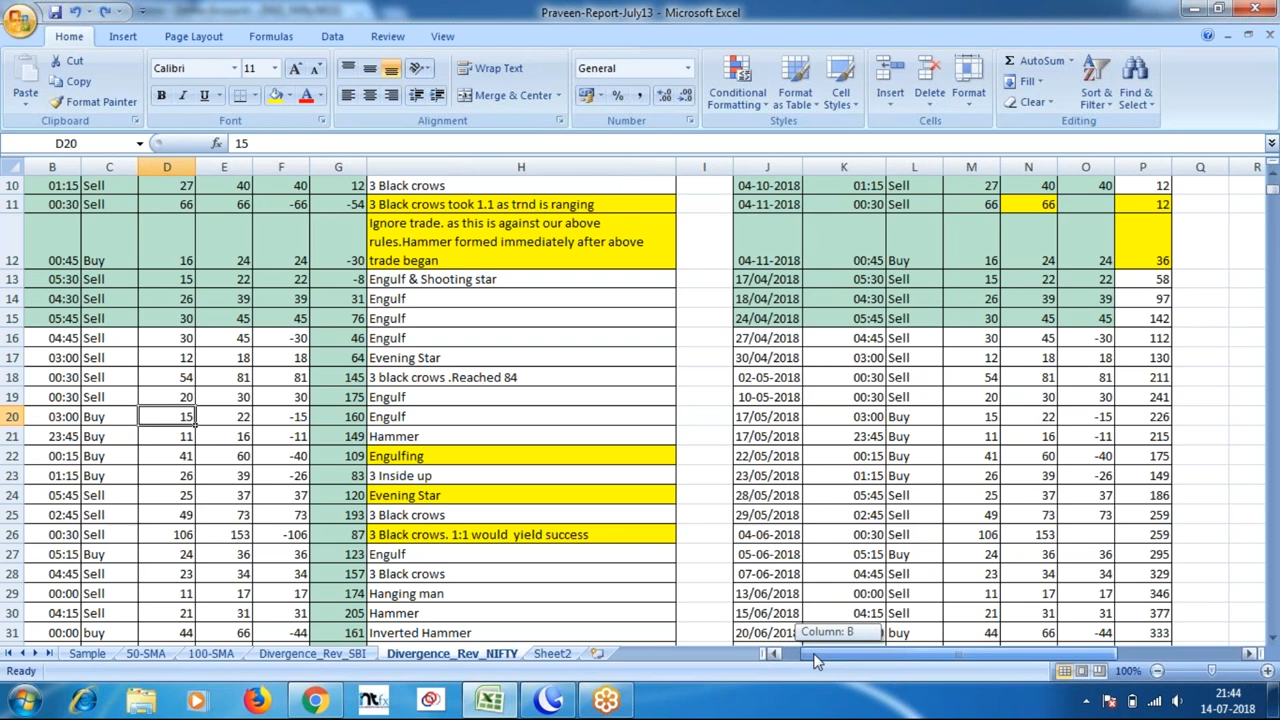 Praveen-Report-July13 - Microsoft Excel
Home Insert Page Layout Formulas Data Review View
Paste Cut Copy Format Painter Clipboard
Calibri 11 B I U A A A Font
Wrap Text Merge & Center Alignment
General % , Number
Conditional Formatting Format as Table Cell Styles Styles
Insert Delete Format Cells
Σ AutoSum Fill Clear Sort & Filter Find & Select Editing
D20 fx 15
B C D E F G H I J K L M N O P Q R
10 01:15 Sell 27 40 40 12 3 Black crows 04-10-2018 01:15 Sell 27 40 40 12
11 00:30 Sell 66 66 -66 -54 3 Black crows took 1.1 as trnd is ranging 04-11-2018 00:30 Sell 66 66 12
Ignore trade. as this is against our above
rules.Hammer formed immediately after above
12 00:45 Buy 16 24 24 -30 trade began 04-11-2018 00:45 Buy 16 24 24 36
13 05:30 Sell 15 22 22 -8 Engulf & Shooting star 17/04/2018 05:30 Sell 15 22 22 58
14 04:30 Sell 26 39 39 31 Engulf 18/04/2018 04:30 Sell 26 39 39 97
15 05:45 Sell 30 45 45 76 Engulf 24/04/2018 05:45 Sell 30 45 45 142
16 04:45 Sell 30 45 -30 46 Engulf 27/04/2018 04:45 Sell 30 45 -30 112
17 03:00 Sell 12 18 18 64 Evening Star 30/04/2018 03:00 Sell 12 18 18 130
18 00:30 Sell 54 81 81 145 3 black crows .Reached 84 02-05-2018 00:30 Sell 54 81 81 211
19 00:30 Sell 20 30 30 175 Engulf 10-05-2018 00:30 Sell 20 30 30 241
20 03:00 Buy 15 22 -15 160 Engulf 17/05/2018 03:00 Buy 15 22 -15 226
21 23:45 Buy 11 16 -11 149 Hammer 17/05/2018 23:45 Buy 11 16 -11 215
22 00:15 Buy 41 60 -40 109 Engulfing 22/05/2018 00:15 Buy 41 60 -40 175
23 01:15 Buy 26 39 -26 83 3 Inside up 23/05/2018 01:15 Buy 26 39 -26 149
24 05:45 Sell 25 37 37 120 Evening Star 28/05/2018 05:45 Sell 25 37 37 186
25 02:45 Sell 49 73 73 193 3 Black crows 29/05/2018 02:45 Sell 49 73 73 259
26 00:30 Sell 106 153 -106 87 3 Black crows. 1:1 would yield success 04-06-2018 00:30 Sell 106 153 259
27 05:15 Buy 24 36 36 123 Engulf 05-06-2018 05:15 Buy 24 36 36 295
28 04:45 Sell 23 34 34 157 3 Black crows 07-06-2018 04:45 Sell 23 34 34 329
29 00:00 Sell 11 17 17 174 Hanging man 13/06/2018 00:00 Sell 11 17 17 346
30 04:15 Sell 21 31 31 205 Hammer 15/06/2018 04:15 Sell 21 31 31 377
31 00:00 buy 44 66 -44 161 Inverted Hammer buy 44 66 -44 333
Column: B
Sample 50-SMA 100-SMA Divergence_Rev_SBI Divergence_Rev_NIFTY Sheet2
Ready 100%
ntfx
21:44
14-07-2018